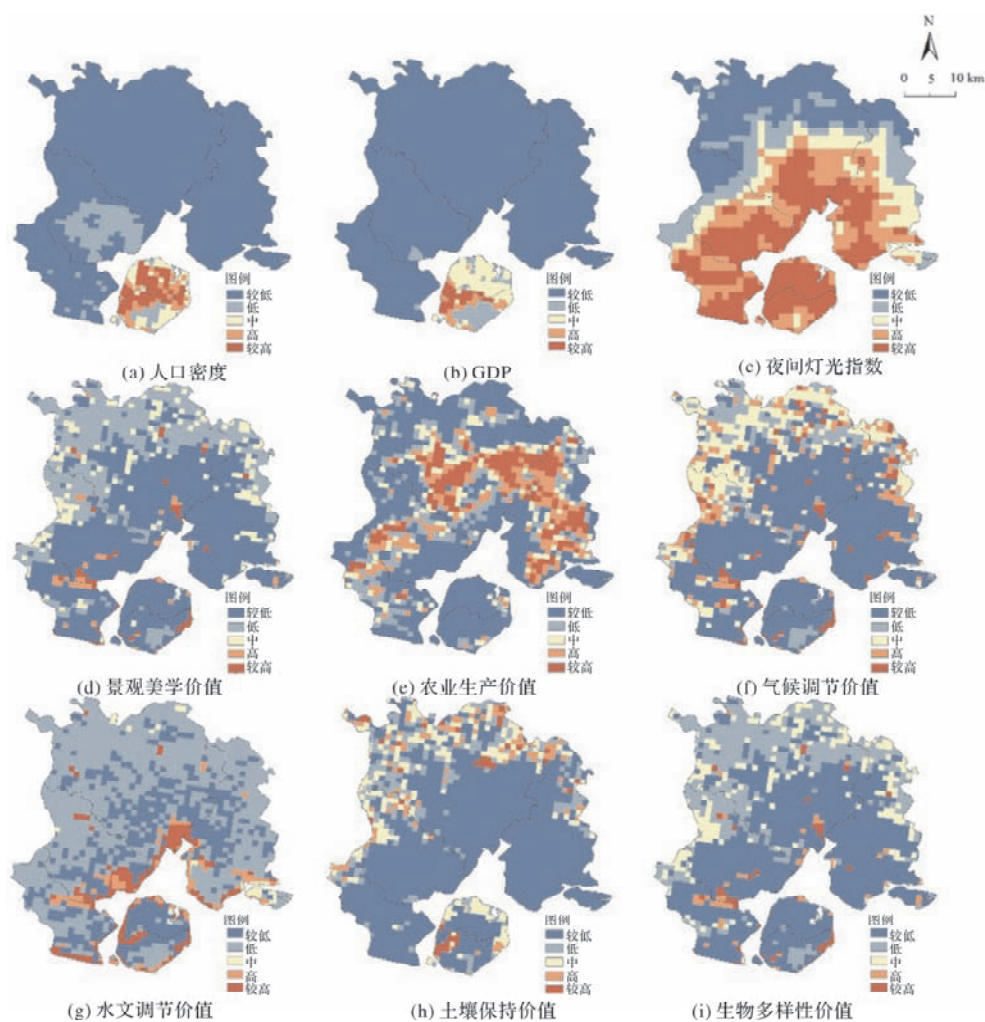 N
0 5 10 km
图例
较低
低
中
高
较高
(a) 人口密度
图例
较低
低
中
高
较高
(b) GDP
图例
较低
低
中
高
较高
(c) 夜间灯光指数
图例
较低
低
中
高
较高
(d) 景观美学价值
图例
较低
低
中
高
较高
(e) 农业生产价值
图例
较低
低
中
高
较高
(f) 气候调节价值
图例
较低
低
中
高
较高
(g) 水文调节价值
图例
较低
低
中
高
较高
(h) 土壤保持价值
图例
较低
低
中
高
较高
(i) 生物多样性价值